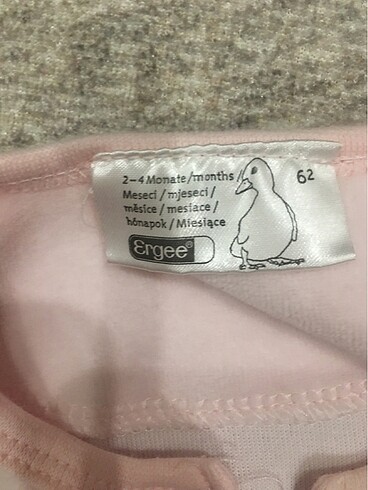 2-4 Monate/months/ 62
Meseci/mjeseci/
měsíce/mesiace/
hónapok/Miesiące
Ergee®